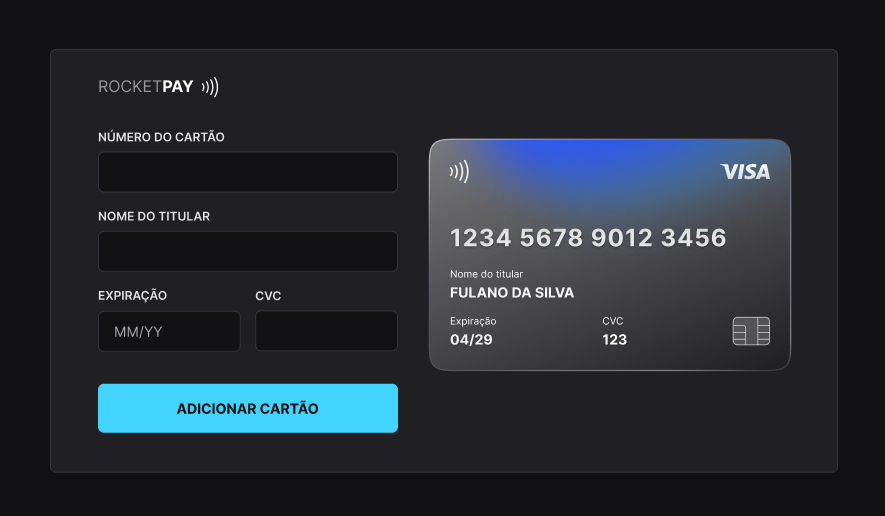 ROCKETPAY
NÚMERO DO CARTÃO
NOME DO TITULAR
EXPIRAÇÃO CVC
MM/YY
ADICIONAR CARTÃO
VISA
1234 5678 9012 3456
Nome do titular
FULANO DA SILVA
Expiração CVC
04/29 123